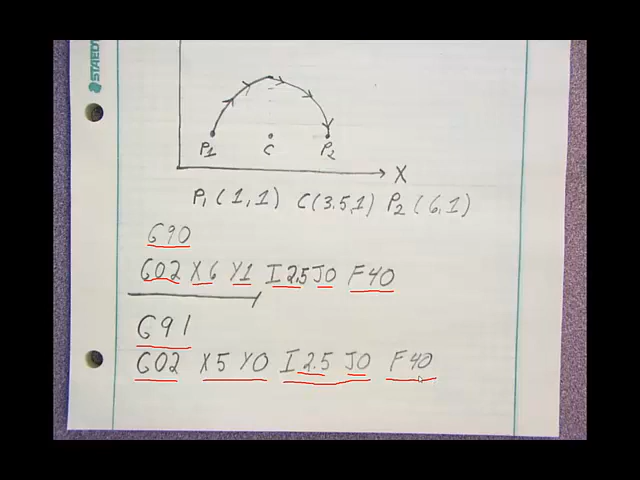 STAEDT
P1 C P2
X
P1 (1,1) C(3.5,1) P2 (6,1)
G90
G02 X6 Y1 I2.5 J0 F40
G91
G02 X5 Y0 I2.5 J0 F40